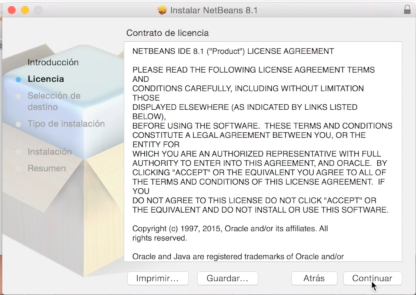 Instalar NetBeans 8.1
Contrato de licencia
Introducción
Licencia
Selección de
destino
Tipo de instalación
Instalación
Resumen
NETBEANS IDE 8.1 ("Product") LICENSE AGREEMENT
PLEASE READ THE FOLLOWING LICENSE AGREEMENT TERMS
AND
CONDITIONS CAREFULLY, INCLUDING WITHOUT LIMITATION
THOSE
DISPLAYED ELSEWHERE (AS INDICATED BY LINKS LISTED
BELOW),
BEFORE USING THE SOFTWARE.  THESE TERMS AND CONDITIONS
CONSTITUTE A LEGAL AGREEMENT BETWEEN YOU, OR THE
ENTITY FOR
WHICH YOU ARE AN AUTHORIZED REPRESENTATIVE WITH FULL
AUTHORITY TO ENTER INTO THIS AGREEMENT, AND ORACLE.  BY
CLICKING "ACCEPT" OR THE EQUIVALENT YOU AGREE TO ALL OF
THE TERMS AND CONDITIONS OF THIS LICENSE AGREEMENT.  IF
YOU
DO NOT AGREE TO THIS LICENSE DO NOT CLICK "ACCEPT" OR
THE EQUIVALENT AND DO NOT INSTALL OR USE THIS SOFTWARE.
Copyright (c) 1997, 2015, Oracle and/or its affiliates. All
rights reserved.
Oracle and Java are registered trademarks of Oracle and/or
Imprimir...
Guardar...
Atrás
Continuar